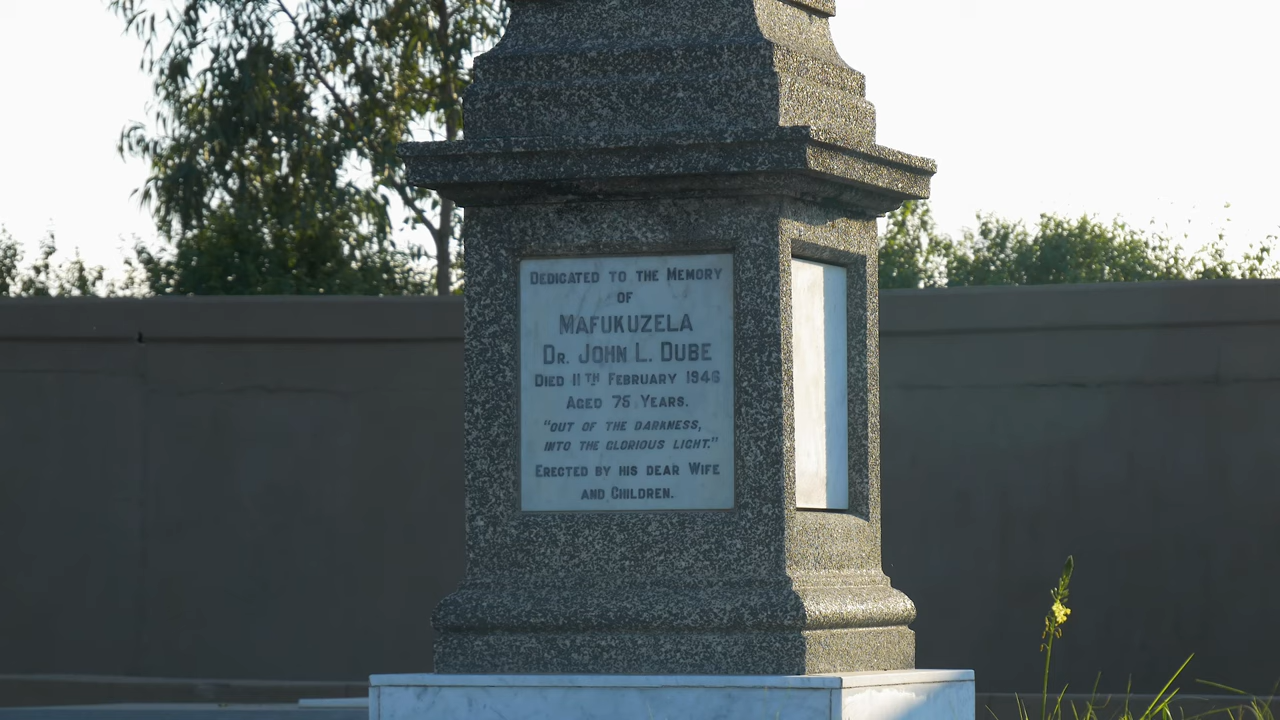 Dedicated to the Memory
of
MAFUKUZELA
Dr. John L. Dube
Died 11TH February 1946
Aged 75 Years.
"OUT OF THE DARKNESS,
INTO THE GLORIOUS LIGHT."
Erected by his dear Wife
and Children.